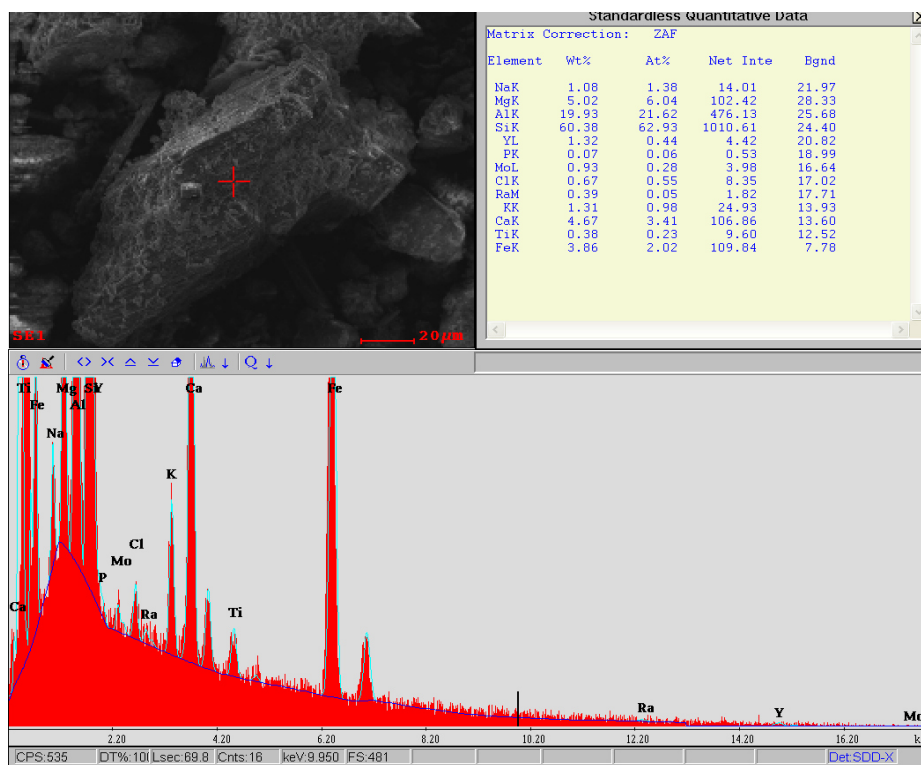 Standardless Quantitative Data
Matrix Correction: ZAF
Element Wt% At% Net Inte Bgnd
NaK 1.08 1.38 14.01 21.97
MgK 5.02 6.04 102.42 28.33
AlK 19.93 21.62 476.13 25.68
SiK 60.38 62.93 1010.61 24.40
YL 1.32 0.44 4.42 20.82
PK 0.07 0.06 0.53 18.99
MoL 0.93 0.28 3.98 16.64
ClK 0.67 0.55 8.35 17.02
RaM 0.39 0.05 1.82 17.71
KK 1.31 0.98 24.93 13.93
CaK 4.67 3.41 106.86 13.60
TiK 0.38 0.23 9.60 12.52
FeK 3.86 2.02 109.84 7.78
SE1 20µm
Q
Ti Mg Si Y Ca Fe
Fe Al
Na
K
Cl
Mo
P
Ca Ra Ti
Ra Y Mo
2.20 4.20 6.20 8.20 10.20 12.20 14.20 16.20 k
CPS:535 DT%:10 Lsec:69.8 Cnts:16 keV:9.950 FS:481 Det:SDD-X